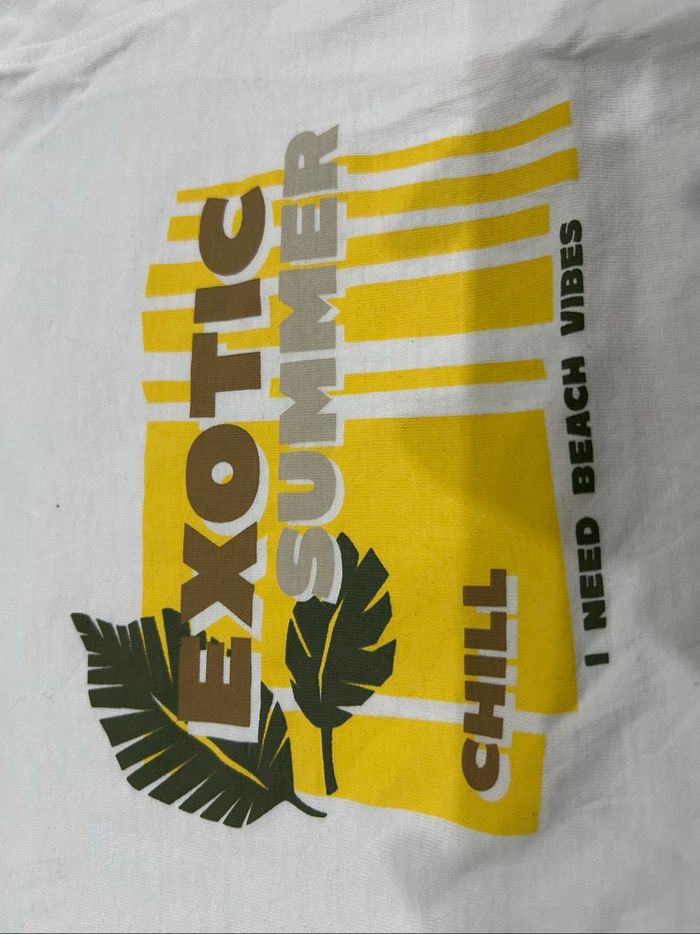 EXOTIC
SUMMER
CHILL
I NEED BEACH VIBES